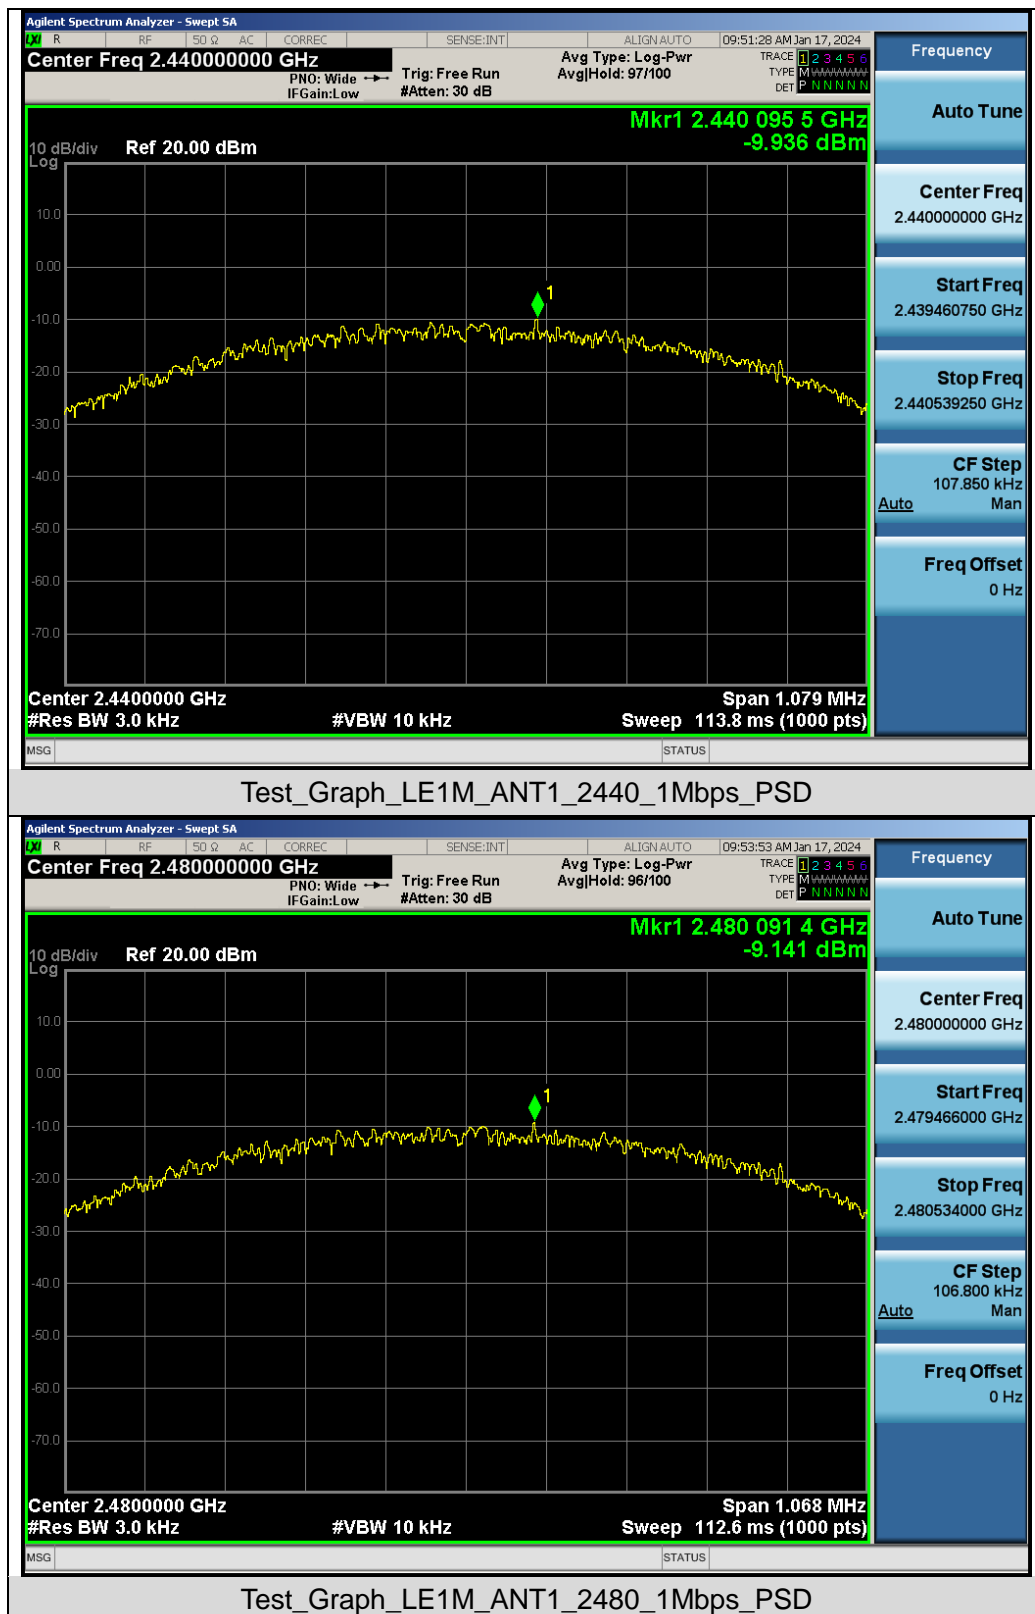 Agilent Spectrum Analyzer - Swept SA
LXI R RF 50 Ω AC CORREC SENSE:INT ALIGN AUTO 09:51:28 AM Jan 17, 2024
Center Freq 2.440000000 GHz
PNO: Wide
IFGain:Low
Trig: Free Run
#Atten: 30 dB
Avg Type: Log-Pwr
Avg|Hold: 97/100
TRACE 1 2 3 4 5 6
TYPE M WWWWW
DET P N N N N N
Mkr1 2.440 095 5 GHz
-9.936 dBm
10 dB/div Ref 20.00 dBm
Log
10.0
0.00
1
-10.0
-20.0
-30.0
-40.0
-50.0
-60.0
-70.0
Center 2.4400000 GHz Span 1.079 MHz
#Res BW 3.0 kHz #VBW 10 kHz Sweep 113.8 ms (1000 pts)
MSG STATUS
Frequency
Auto Tune
Center Freq
2.440000000 GHz
Start Freq
2.439460750 GHz
Stop Freq
2.440539250 GHz
CF Step
107.850 kHz
Auto Man
Freq Offset
0 Hz
Test_Graph_LE1M_ANT1_2440_1Mbps_PSD
Agilent Spectrum Analyzer - Swept SA
LXI R RF 50 Ω AC CORREC SENSE:INT ALIGN AUTO 09:53:53 AM Jan 17, 2024
Center Freq 2.480000000 GHz
PNO: Wide
IFGain:Low
Trig: Free Run
#Atten: 30 dB
Avg Type: Log-Pwr
Avg|Hold: 96/100
TRACE 1 2 3 4 5 6
TYPE M WWWWW
DET P N N N N N
Mkr1 2.480 091 4 GHz
-9.141 dBm
10 dB/div Ref 20.00 dBm
Log
10.0
0.00
1
-10.0
-20.0
-30.0
-40.0
-50.0
-60.0
-70.0
Center 2.4800000 GHz Span 1.068 MHz
#Res BW 3.0 kHz #VBW 10 kHz Sweep 112.6 ms (1000 pts)
MSG STATUS
Frequency
Auto Tune
Center Freq
2.480000000 GHz
Start Freq
2.479466000 GHz
Stop Freq
2.480534000 GHz
CF Step
106.800 kHz
Auto Man
Freq Offset
0 Hz
Test_Graph_LE1M_ANT1_2480_1Mbps_PSD